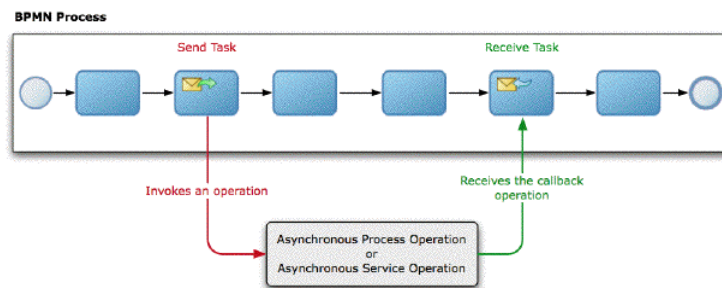 BPMN Process
Send Task
Receive Task
Invokes an operation
Receives the callback
operation
Asynchronous Process Operation
or
Asynchronous Service Operation